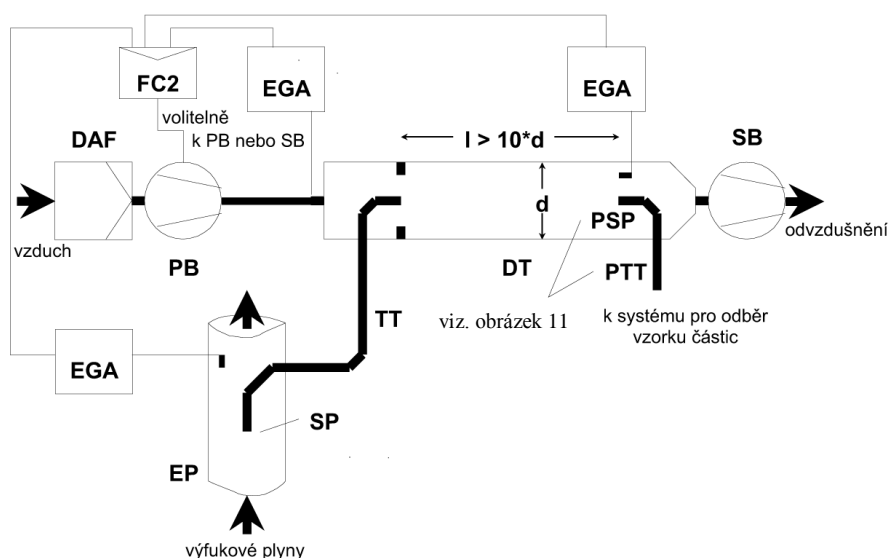 FC2
EGA
EGA
volitelně
k PB nebo SB
l > 10*d
SB
DAF
d
PSP
vzduch
odvzdušnění
PB
DT
PTT
TT
viz. obrázek 11
k systému pro odběr
vzorku částic
EGA
SP
EP
výfukové plyny